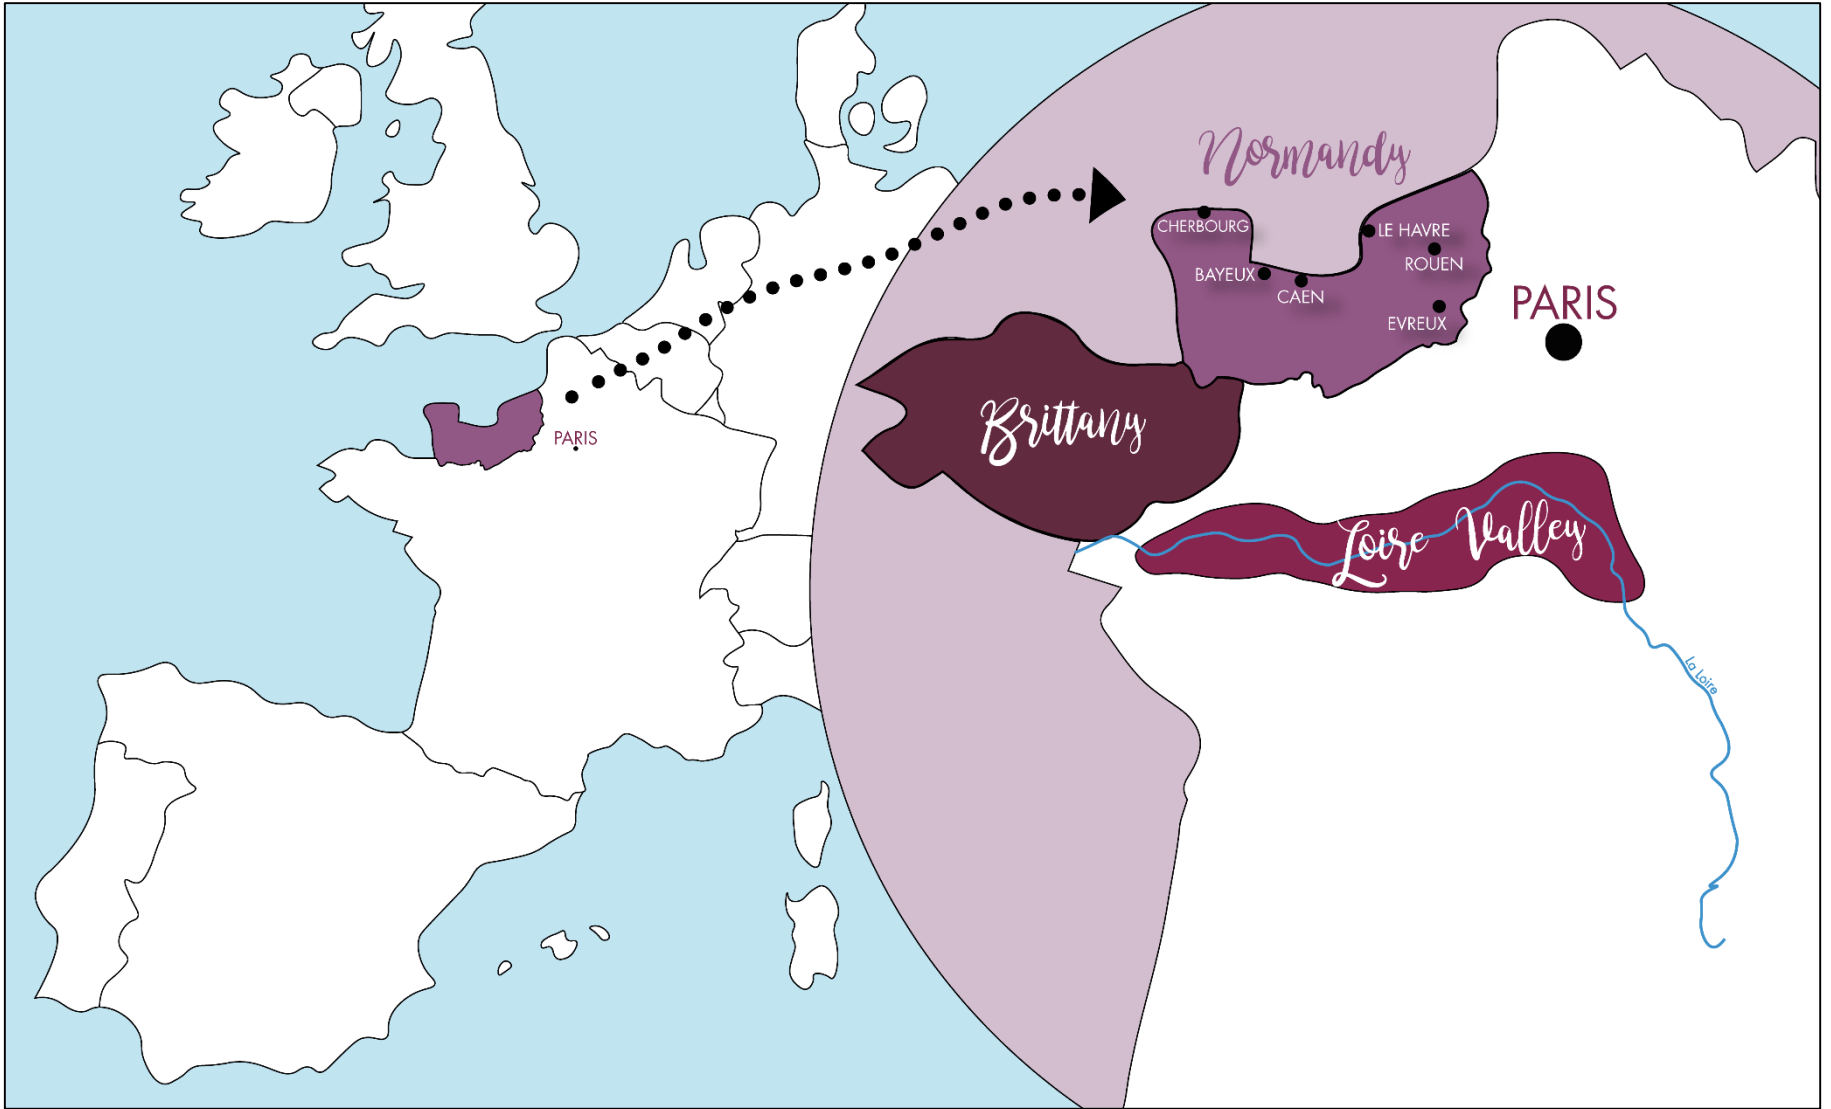 PARIS
Normandy
CHERBOURG
LE HAVRE
ROUEN
BAYEUX
CAEN
EVREUX
PARIS
Brittany
Loire Valley
La Loire